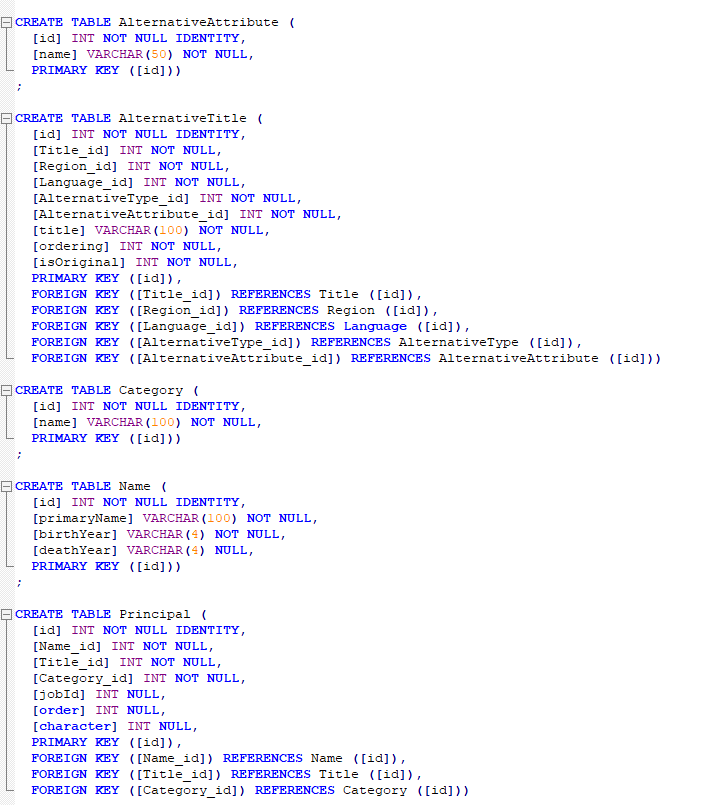 CREATE TABLE AlternativeAttribute (
[id] INT NOT NULL IDENTITY,
[name] VARCHAR(50) NOT NULL,
PRIMARY KEY ([id]))
;
CREATE TABLE AlternativeTitle (
[id] INT NOT NULL IDENTITY,
[Title_id] INT NOT NULL,
[Region_id] INT NOT NULL,
[Language_id] INT NOT NULL,
[AlternativeType_id] INT NOT NULL,
[AlternativeAttribute_id] INT NOT NULL,
[title] VARCHAR(100) NOT NULL,
[ordering] INT NOT NULL,
[isOriginal] INT NOT NULL,
PRIMARY KEY ([id]),
FOREIGN KEY ([Title_id]) REFERENCES Title ([id]),
FOREIGN KEY ([Region_id]) REFERENCES Region ([id]),
FOREIGN KEY ([Language_id]) REFERENCES Language ([id]),
FOREIGN KEY ([AlternativeType_id]) REFERENCES AlternativeType ([id]),
FOREIGN KEY ([AlternativeAttribute_id]) REFERENCES AlternativeAttribute ([id]))
CREATE TABLE Category (
[id] INT NOT NULL IDENTITY,
[name] VARCHAR(100) NOT NULL,
PRIMARY KEY ([id]))
;
CREATE TABLE Name (
[id] INT NOT NULL IDENTITY,
[primaryName] VARCHAR(100) NOT NULL,
[birthYear] VARCHAR(4) NOT NULL,
[deathYear] VARCHAR(4) NULL,
PRIMARY KEY ([id]))
;
CREATE TABLE Principal (
[id] INT NOT NULL IDENTITY,
[Name_id] INT NOT NULL,
[Title_id] INT NOT NULL,
[Category_id] INT NOT NULL,
[jobId] INT NULL,
[order] INT NULL,
[character] INT NULL,
PRIMARY KEY ([id]),
FOREIGN KEY ([Name_id]) REFERENCES Name ([id]),
FOREIGN KEY ([Title_id]) REFERENCES Title ([id]),
FOREIGN KEY ([Category_id]) REFERENCES Category ([id]))